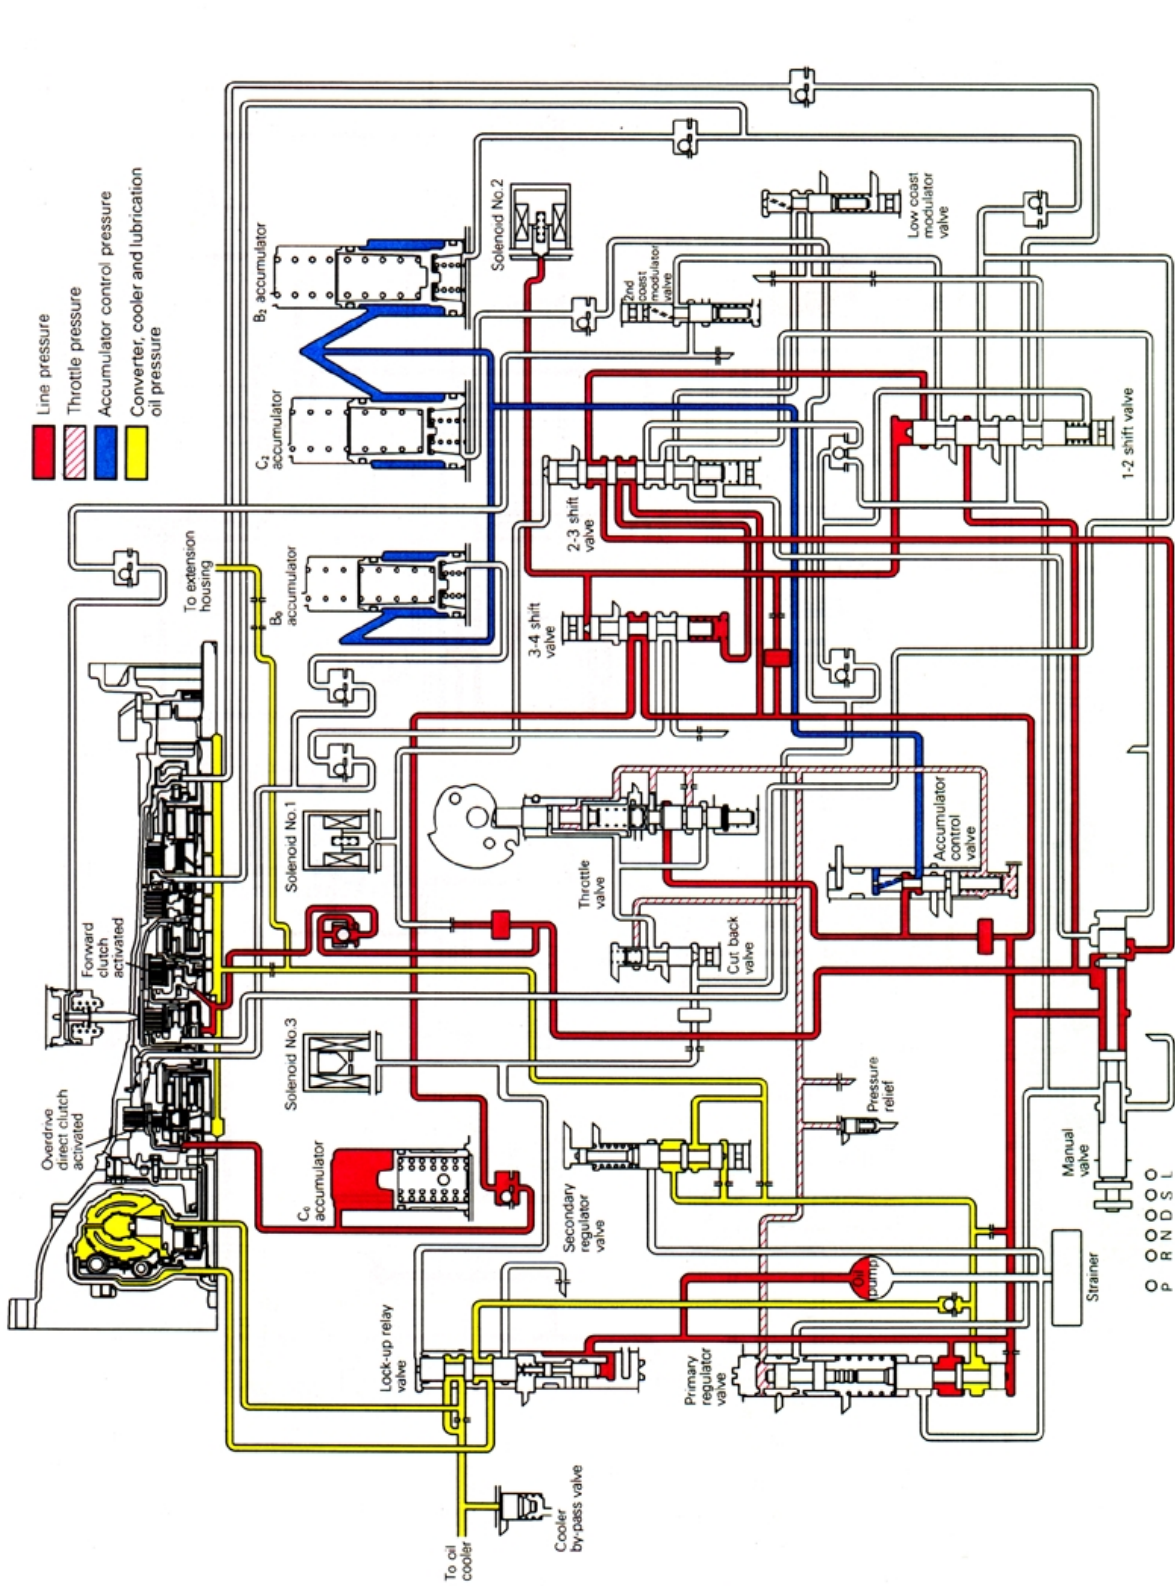 Line pressure
Throttle pressure
Accumulator control pressure
Converter, cooler and lubrication
oil pressure
To extension
housing
Forward
clutch
activated
Overdrive
direct clutch
activated
B₂ accumulator
C₂
accumulator
B₀
accumulator
Solenoid No.2
Solenoid No.1
Solenoid No.3
C₀
accumulator
2nd
coast
modulator
valve
Low coast
modulator
valve
2-3 shift
valve
3-4 shift
valve
1-2 shift valve
Throttle
valve
Cut back
valve
Accumulator
control
valve
Pressure
relief
Secondary
regulator
valve
Lock-up relay
valve
Primary
regulator
valve
Oil
pump
Manual
valve
P R N D S L
Strainer
To oil
cooler
Cooler
by-pass valve